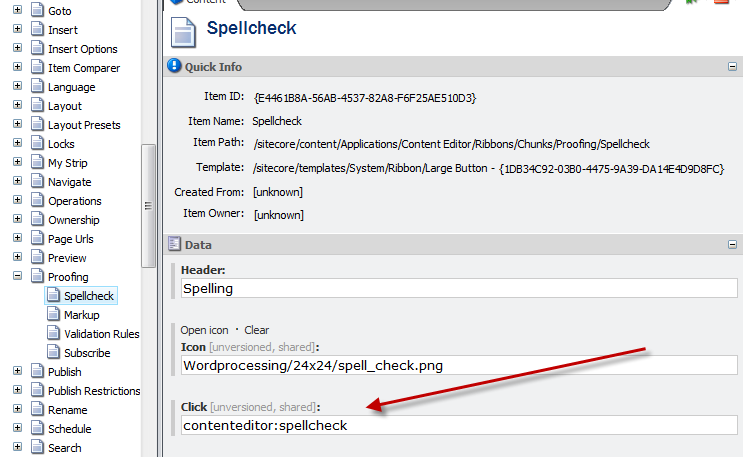 Goto
Insert
Insert Options
Item Comparer
Language
Layout
Layout Presets
Locks
My Strip
Navigate
Operations
Ownership
Page Urls
Preview
Proofing
Spellcheck
Markup
Validation Rules
Subscribe
Publish
Publish Restrictions
Rename
Schedule
Search
Content
Spellcheck
Quick Info
Item ID: {E4461B8A-56AB-4537-82A8-F6F25AE510D3}
Item Name: Spellcheck
Item Path: /sitecore/content/Applications/Content Editor/Ribbons/Chunks/Proofing/Spellcheck
Template: /sitecore/templates/System/Ribbon/Large Button - {1DB34C92-03B0-4475-9A39-DA14E4D9D8FC}
Created From: [unknown]
Item Owner: [unknown]
Data
Header:
Spelling
Open icon · Clear
Icon [unversioned, shared]:
Wordprocessing/24x24/spell_check.png
Click [unversioned, shared]:
contenteditor:spellcheck